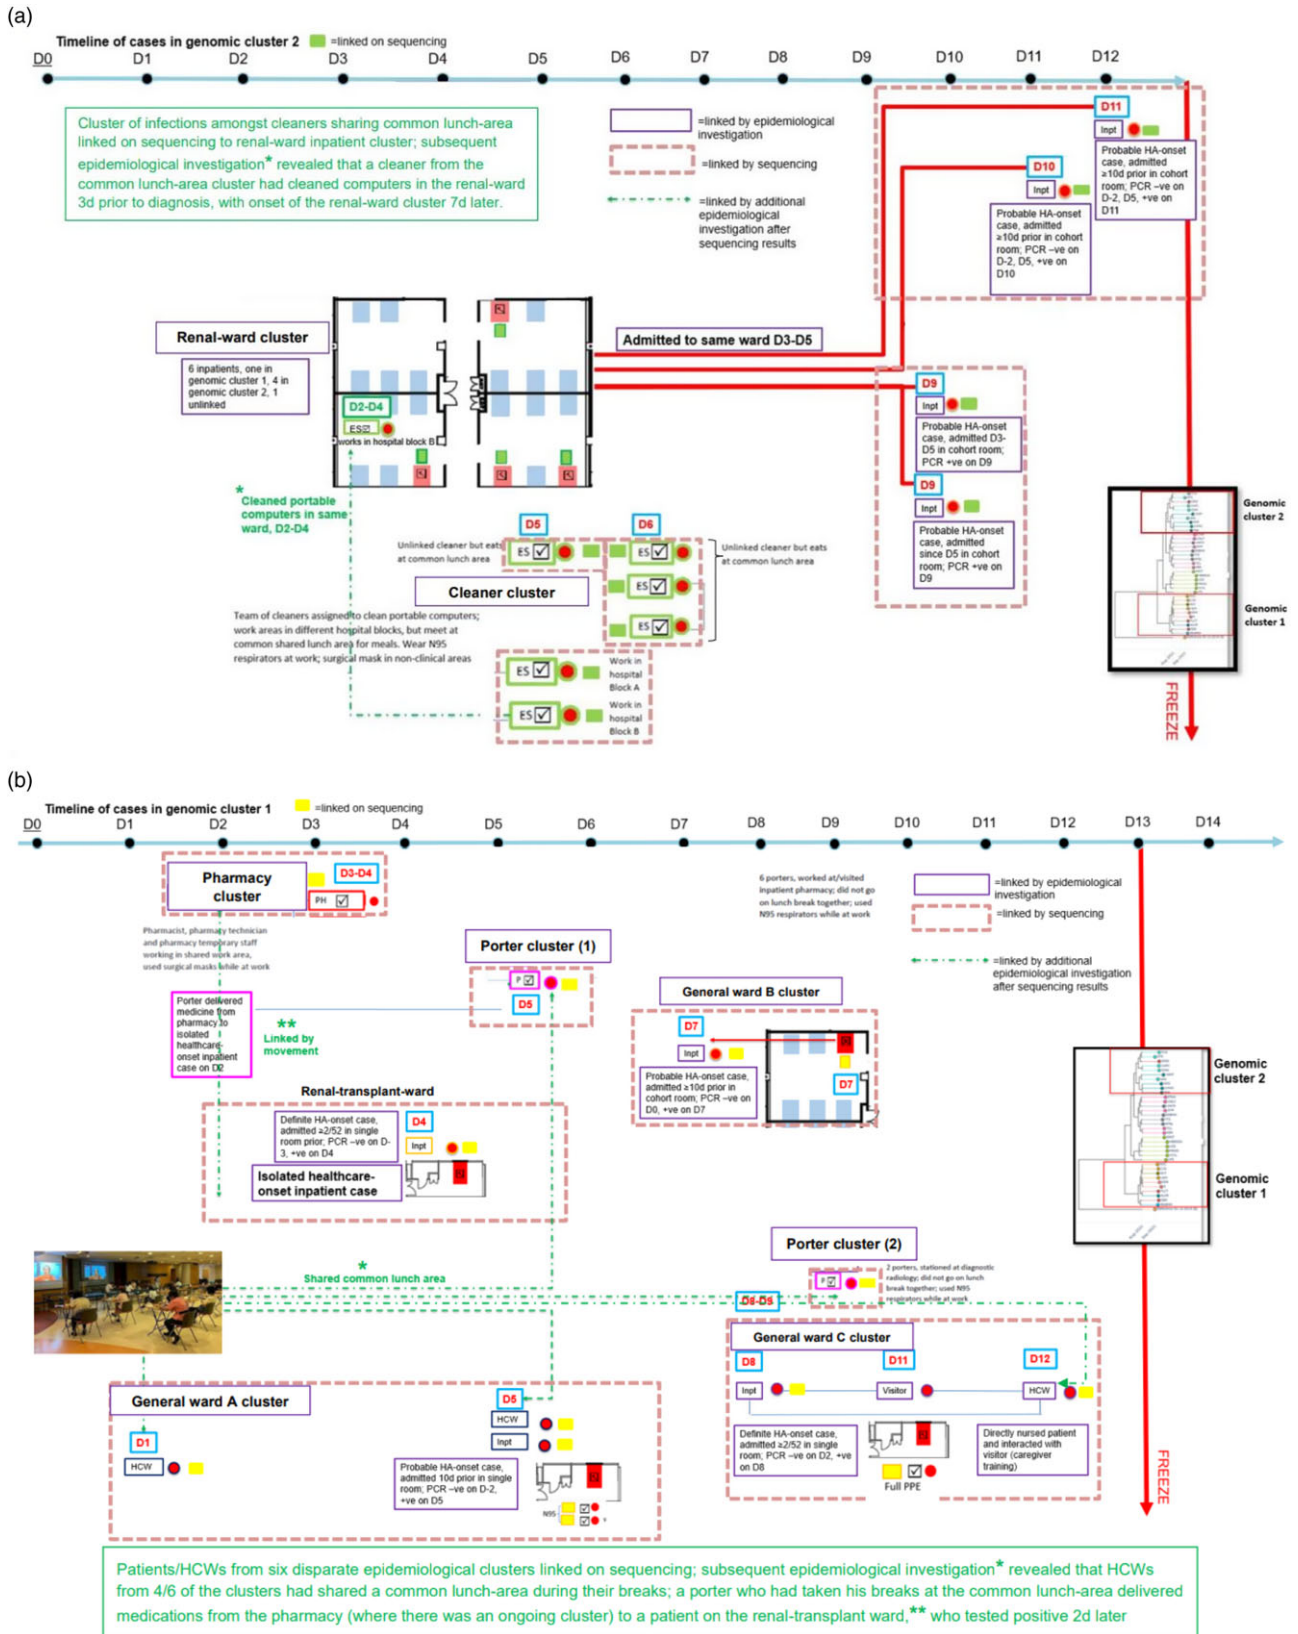 (a)
Timeline of cases in genomic cluster 2 =linked on sequencing
D0 D1 D2 D3 D4 D5 D6 D7 D8 D9 D10 D11 D12
Cluster of infections amongst cleaners sharing common lunch-area
linked on sequencing to renal-ward inpatient cluster; subsequent
epidemiological investigation* revealed that a cleaner from the
common lunch-area cluster had cleaned computers in the renal-ward
3d prior to diagnosis, with onset of the renal-ward cluster 7d later.
=linked by epidemiological
investigation
=linked by sequencing
=linked by additional
epidemiological
investigation after
sequencing results
D11
Inpt
Probable HA-onset
case, admitted
≥10d prior in cohort
room; PCR –ve on
D-2, D5, +ve on
D11
D10
Inpt
Probable HA-onset
case, admitted
≥10d prior in cohort
room; PCR –ve on
D-2, D5, +ve on
D10
Renal-ward cluster
6 inpatients, one in
genomic cluster 1, 4 in
genomic cluster 2, 1
unlinked
Admitted to same ward D3-D5
D2-D4
ES
works in hospital block B
*
Cleaned portable
computers in same
ward, D2-D4
D9
Inpt
Probable HA-onset
case, admitted D3-
D5 in cohort room;
PCR +ve on D9
D9
Inpt
Probable HA-onset
case, admitted
since D5 in cohort
room; PCR +ve on
D9
Genomic
cluster 2
Genomic
cluster 1
FREEZE
D5
D6
Unlinked cleaner but eats
at common lunch area
ES
ES
Unlinked cleaner but eats
at common lunch area
Cleaner cluster
ES
ES
Team of cleaners assigned to clean portable computers;
work areas in different hospital blocks, but meet at
common shared lunch area for meals. Wear N95
respirators at work; surgical mask in non-clinical areas
ES
Work in
hospital
Block A
ES
Work in
hospital
Block B
(b)
Timeline of cases in genomic cluster 1 =linked on sequencing
D0 D1 D2 D3 D4 D5 D6 D7 D8 D9 D10 D11 D12 D13 D14
Pharmacy
cluster
D3-D4
PH
Pharmacist, pharmacy technician
and pharmacy temporary staff
working in shared work area,
used surgical masks while at work
6 porters, worked at/visited
inpatient pharmacy; did not go
on lunch break together; used
N95 respirators while at work
=linked by epidemiological
investigation
=linked by sequencing
=linked by additional
epidemiological investigation
after sequencing results
Porter cluster (1)
P
D5
Porter delivered
medicine from
pharmacy to
isolated
healthcare-
onset inpatient
case on D2
**
Linked by
movement
General ward B cluster
D7
Inpt
D7
Probable HA-onset case,
admitted ≥10d prior in
cohort room; PCR –ve on
D0, +ve on D7
Renal-transplant-ward
Definite HA-onset case,
admitted ≥2/52 in single
room prior, PCR –ve on D-
3, +ve on D4
D4
Inpt
Isolated healthcare-
onset inpatient case
Genomic
cluster 2
Genomic
cluster 1
*
Shared common lunch area
Porter cluster (2)
P
2 porters, stationed at diagnostic
radiology; did not go on lunch
break together; used N95
respirators while at work
General ward C cluster
D8
D11
D12
Inpt
Visitor
HCW
Definite HA-onset case,
admitted ≥2/52 in single
room; PCR –ve on D2, +ve
on D8
Full PPE
Directly nursed patient
and interacted with
visitor (caregiver
training)
FREEZE
General ward A cluster
D1
HCW
D5
HCW
Inpt
Probable HA-onset case,
admitted 10d prior in single
room; PCR –ve on D-2,
+ve on D5
N95
Patients/HCWs from six disparate epidemiological clusters linked on sequencing; subsequent epidemiological investigation* revealed that HCWs
from 4/6 of the clusters had shared a common lunch-area during their breaks; a porter who had taken his breaks at the common lunch-area delivered
medications from the pharmacy (where there was an ongoing cluster) to a patient on the renal-transplant ward,** who tested positive 2d later